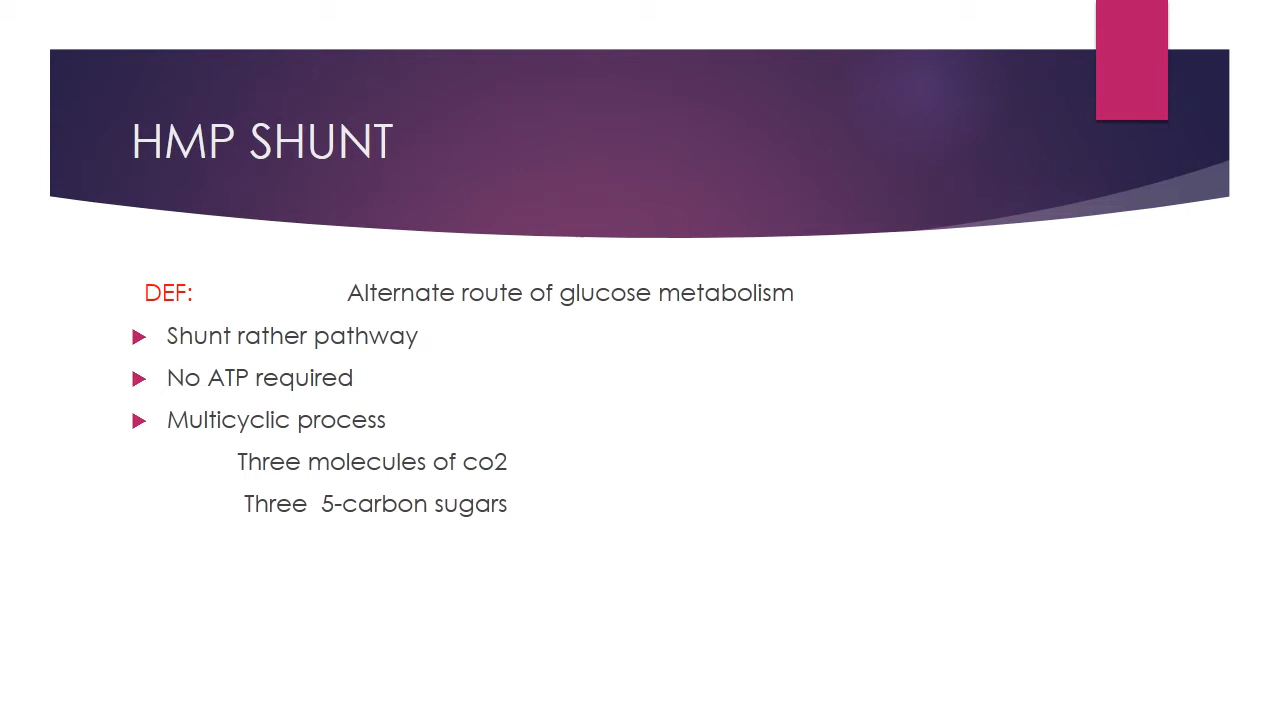 HMP SHUNT
DEF: Alternate route of glucose metabolism
Shunt rather pathway
No ATP required
Multicyclic process
Three molecules of co2
Three 5-carbon sugars